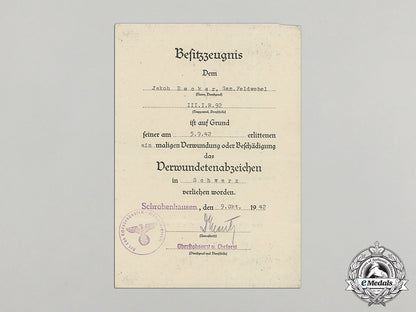 Besitzzeugnis
Dem
Jakob Decker, San. Feldwebel
(Name, Dienstgrad)
III.I.R.92
(Truppenteil, Dienststelle)
ist auf Grund
seiner am 5.9.42 erlittenen
ein maligen Verwundung oder Beschädigung
das
Verwundetenabzeichen
in Schwarz
verliehen worden.
Schrobenhausen, den 9.Okt. 1942
(Unterschrift)
Oberstabsarzt u. Chefarzt
(Dienstgrad und Dienststelle)
eMedals